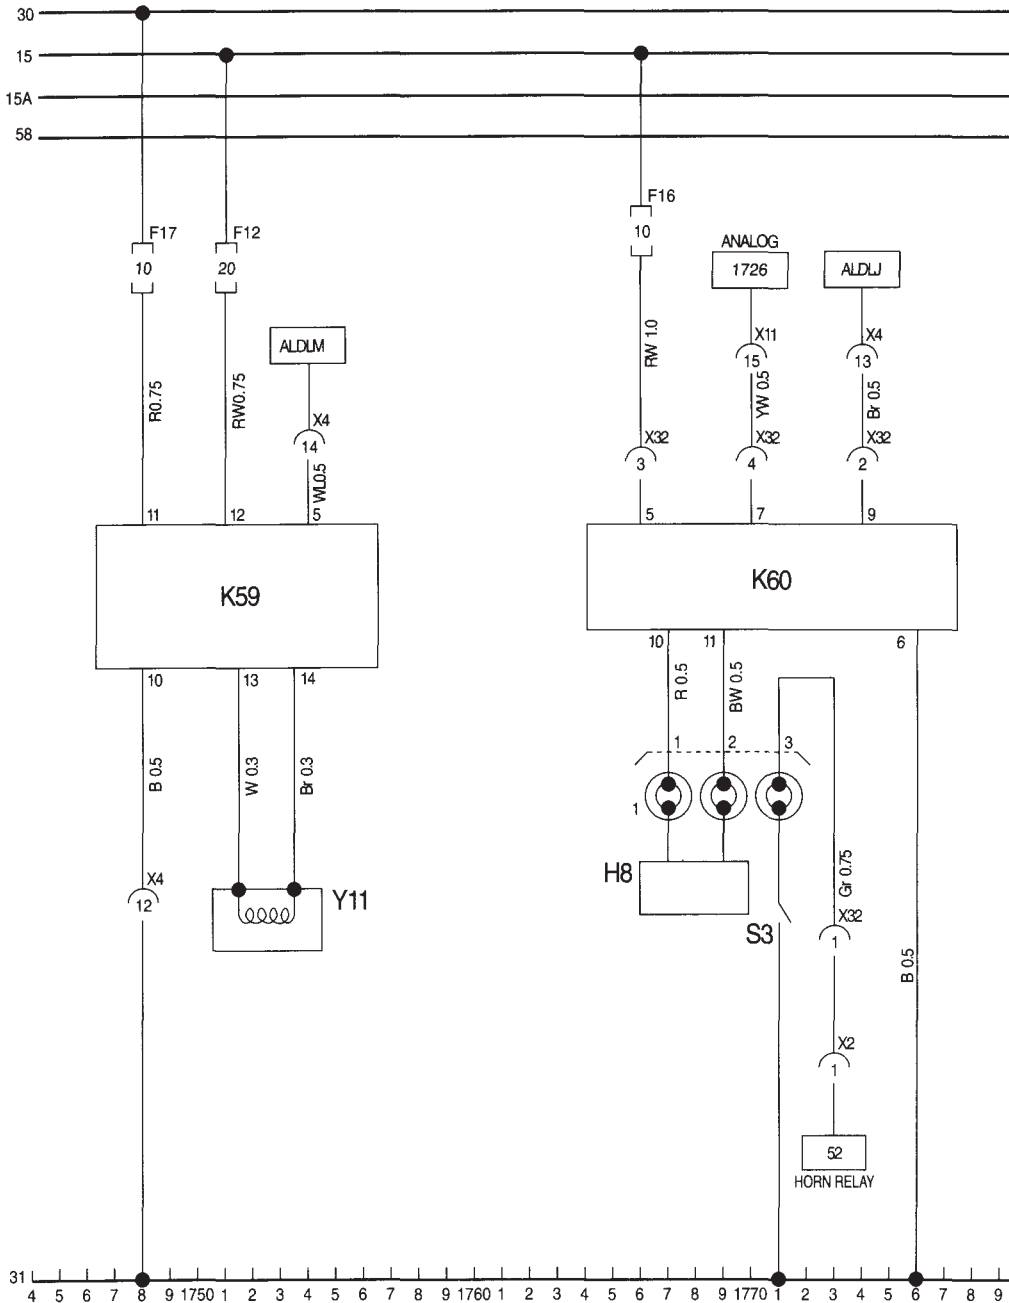 30
15
15A
58
F16
10
F17 F12
10 20
ANALOG
1726
ALDLJ
ALDLM
X11 X4
15 13
R0.75
RW0.75
RW 1.0
YW 0.5
Br 0.5
X4
14
WL0.5
X32 X32 X32
3 4 2
11 12 5
5 7 9
K59
K60
10 11 6
10 13 14
R 0.5
BW 0.5
1 2 3
B 0.5
W 0.3
Br 0.3
1
H8
Gr 0.75
X4
12
Y11
X32
1
S3
B 0.5
X2
1
52
HORN RELAY
31
4 5 6 7 8 9 1750 1 2 3 4 5 6 7 8 9 1760 1 2 3 4 5 6 7 8 9 1770 1 2 3 4 5 6 7 8 9